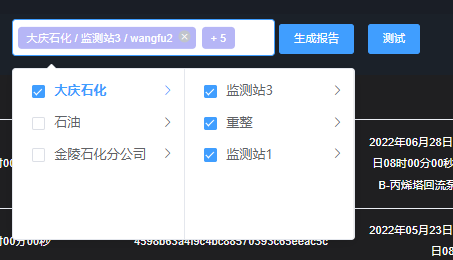 大庆石化 / 监测站3 / wangfu2
+ 5
生成报告
测试
大庆石化
石油
金陵石化分公司
监测站3
重整
监测站1
2022年06月28日
日08时00分00秒
B-丙烯塔回流泵
2022年05月23日
时00分00秒
日08